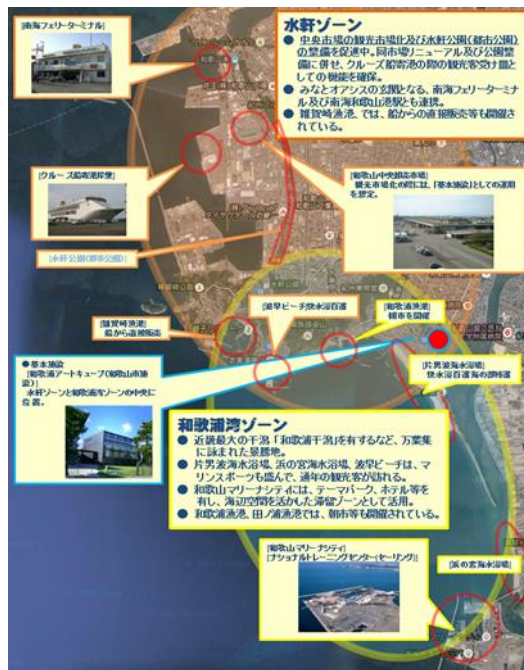 [南海フェリーターミナル]
水軒ゾーン
● 中央市場の観光市場化及び水軒公園(都市公園)
の整備を促進中。同市場リニューアル及び公園整
備に併せ、クルーズ船寄港の際の観光客受け皿と
しての機能を確保。
● みなとオアシスの玄関となる、南海フェリーターミ
ナル及び南海和歌山港駅とも連携。
● 雑賀崎漁港、では、船からの直接販売等も開催さ
れている。
[クルーズ船寄港岸壁]
[和歌山中央卸売市場]
観光市場化の際には、「基本施設」としての運用
を想定。
[水軒公園(都市公園)]
[雑賀崎漁港]
船から直接販売
[浪早ビーチ]快水浴百選
[和歌浦漁港]
朝市を開催
[片男波海水浴場]
快水浴百選海の部特選
●基本施設
[和歌浦アートキューブ(和歌山市施
設)]
水軒ゾーンと和歌浦湾ゾーンの中央に
位置。
和歌浦湾ゾーン
● 近畿最大の干潟「和歌浦干潟」を有するなど、万葉集
に詠まれた景勝地。
● 片男波海水浴場、浜の宮海水浴場、浪早ビーチは、マ
リンスポーツも盛んで、通年の観光客が訪れる。
● 和歌山マリーナシティには、テーマパーク、ホテル等を
有し、海辺空間を活かした滞留ゾーンとして活用。
● 和歌浦漁港、田ノ浦漁港では、朝市等も開催されている。
[和歌山マリーナシティ]
[ナショナルトレーニングセンター(セーリング)]
[浜の宮海水浴場]